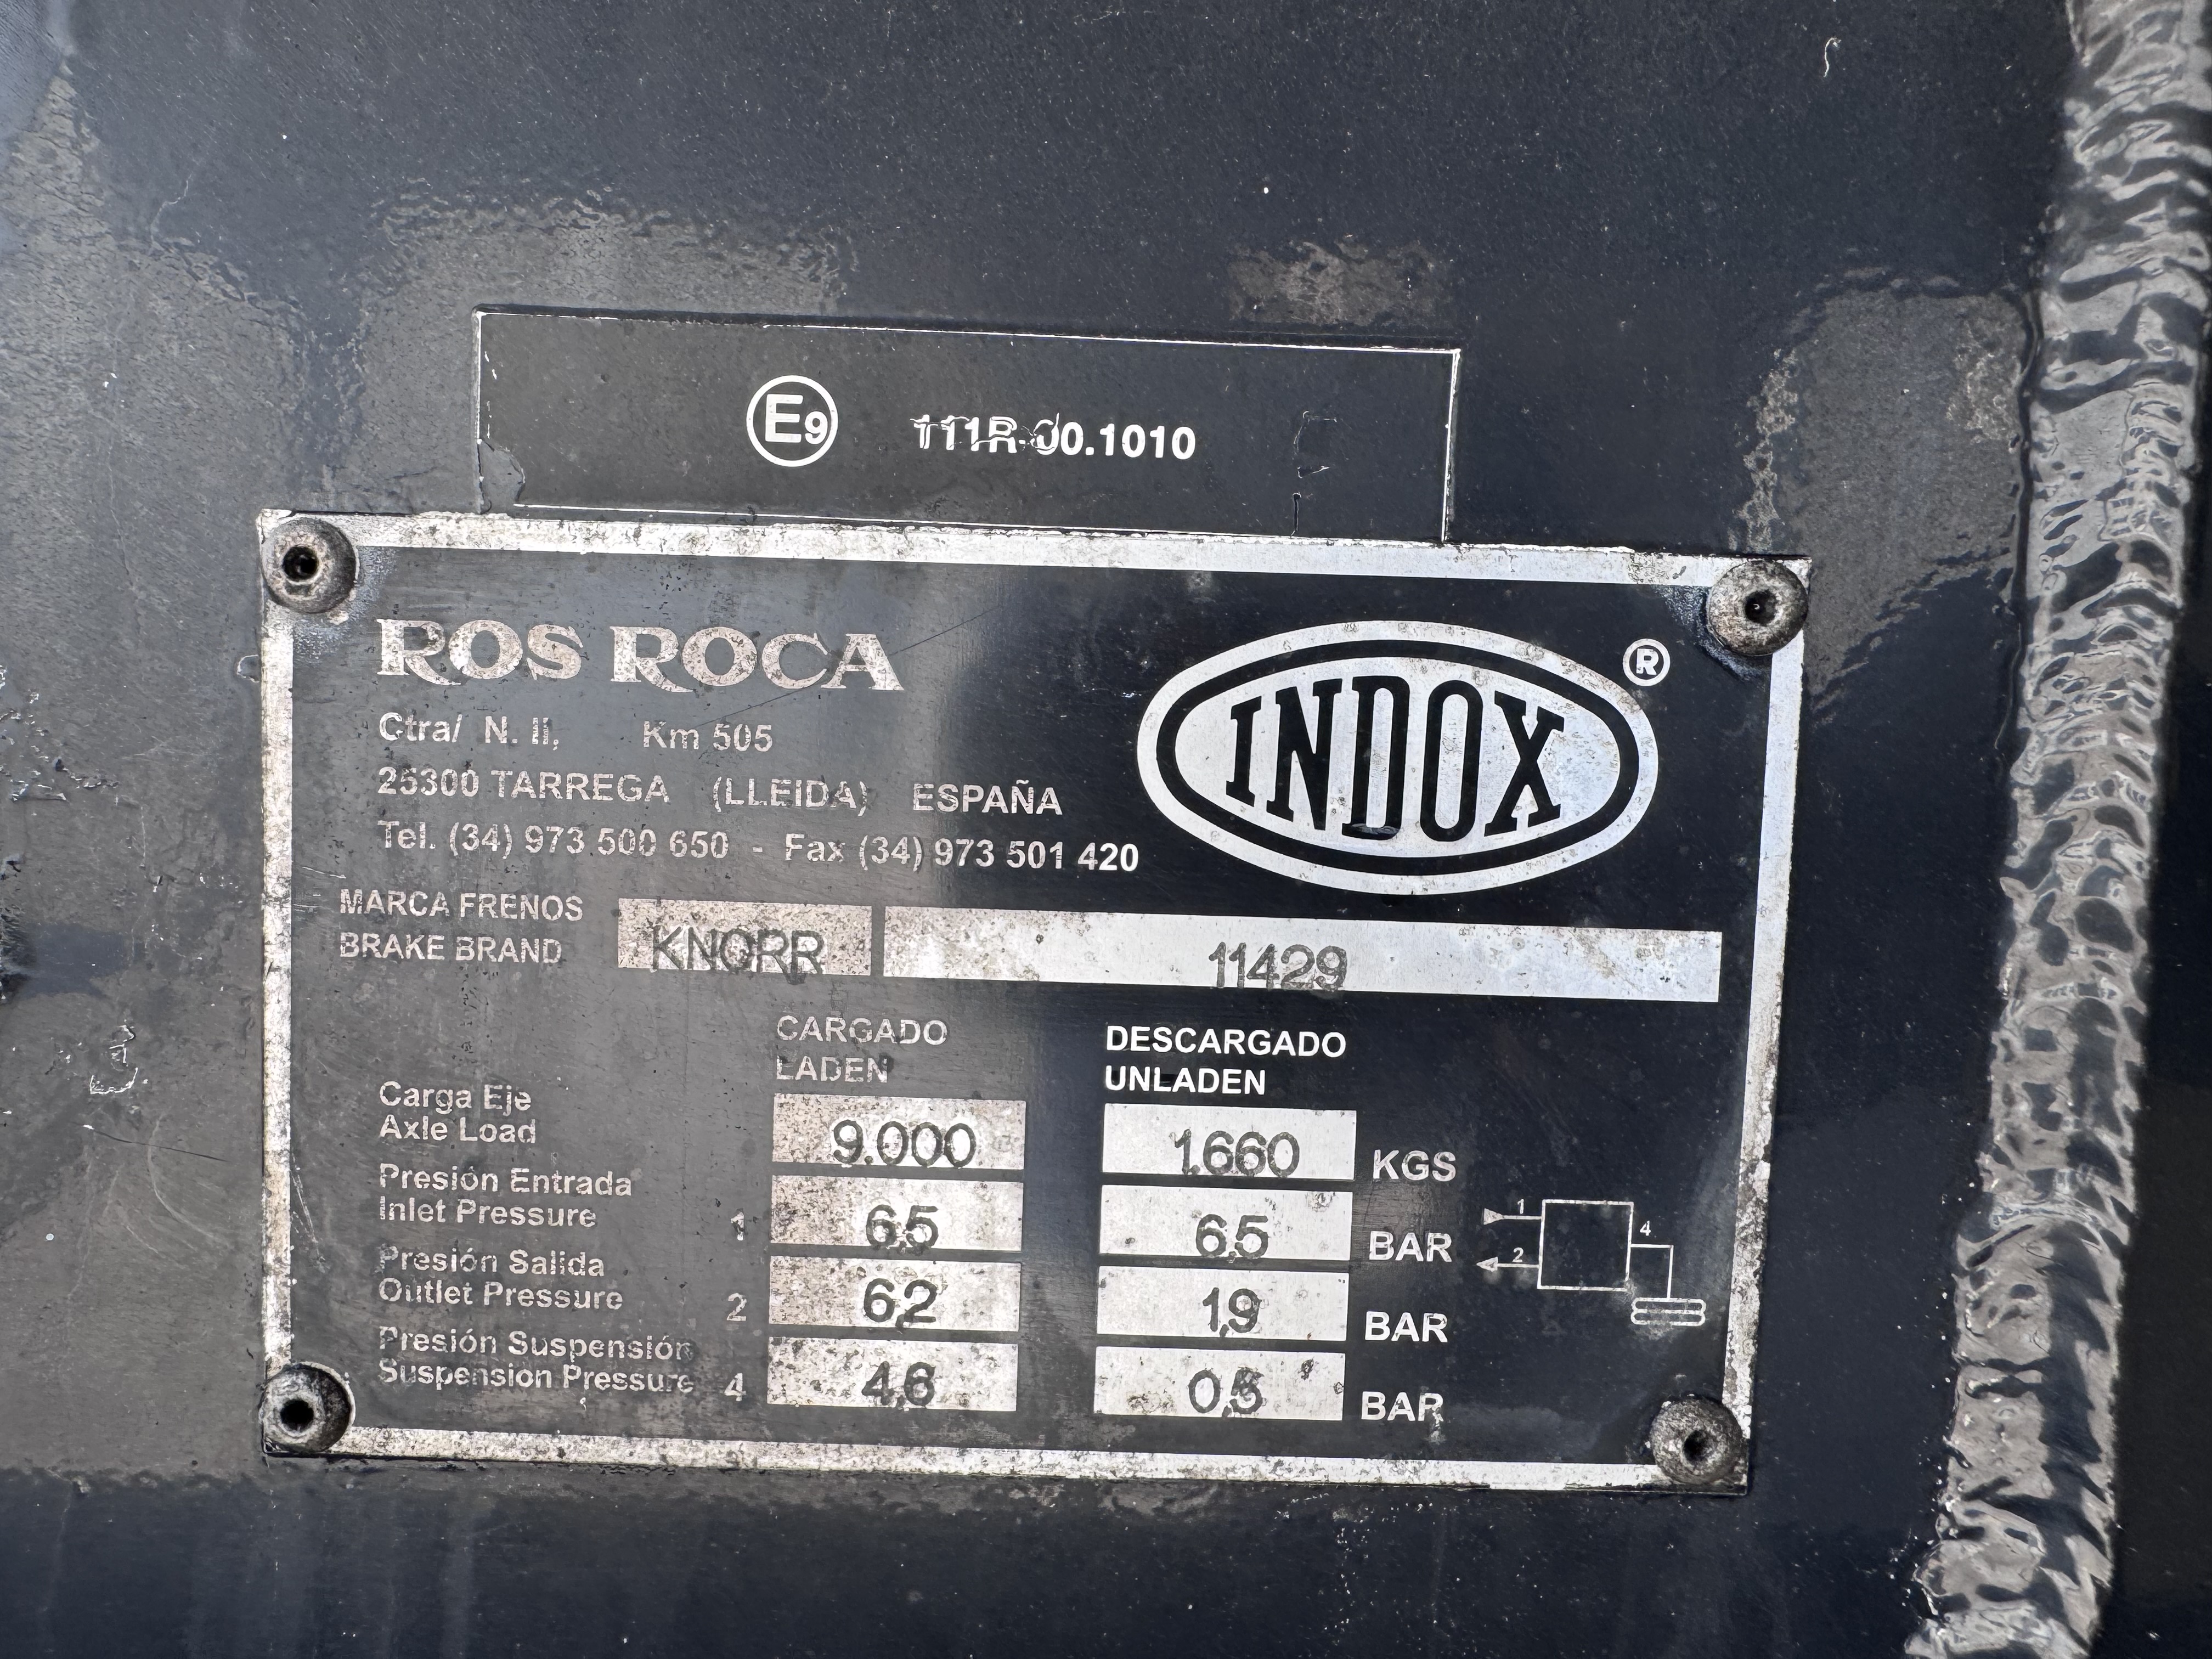 E9 111R-00.1010
ROS ROCA
INDOX ®
Ctra/ N. II, Km 505
25300 TARREGA (LLEIDA) ESPAÑA
Tel. (34) 973 500 650 - Fax (34) 973 501 420
MARCA FRENOS
BRAKE BRAND
KNORR 11429
CARGADO DESCARGADO
LADEN UNLADEN
Carga Eje
Axle Load 9.000 1.660 KGS
Presión Entrada
Inlet Pressure 1 6,5 6,5 BAR
Presión Salida
Outlet Pressure 2 6,2 1,9 BAR
Presión Suspensión
Suspension Pressure 4 4,6 0,5 BAR
1
4
2